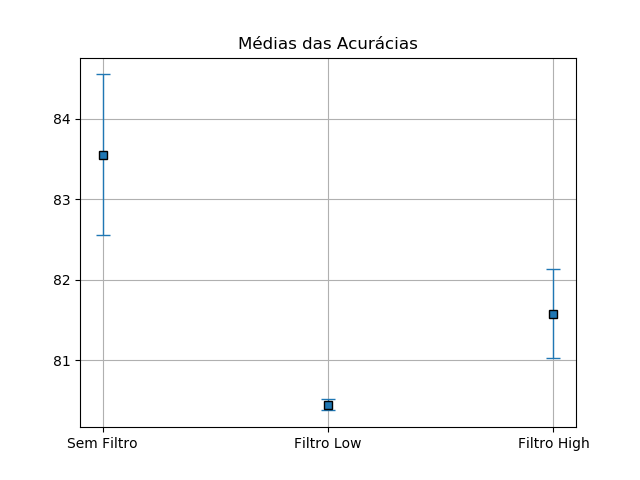 Médias das Acurácias
84
83
82
81
Sem Filtro
Filtro Low
Filtro High